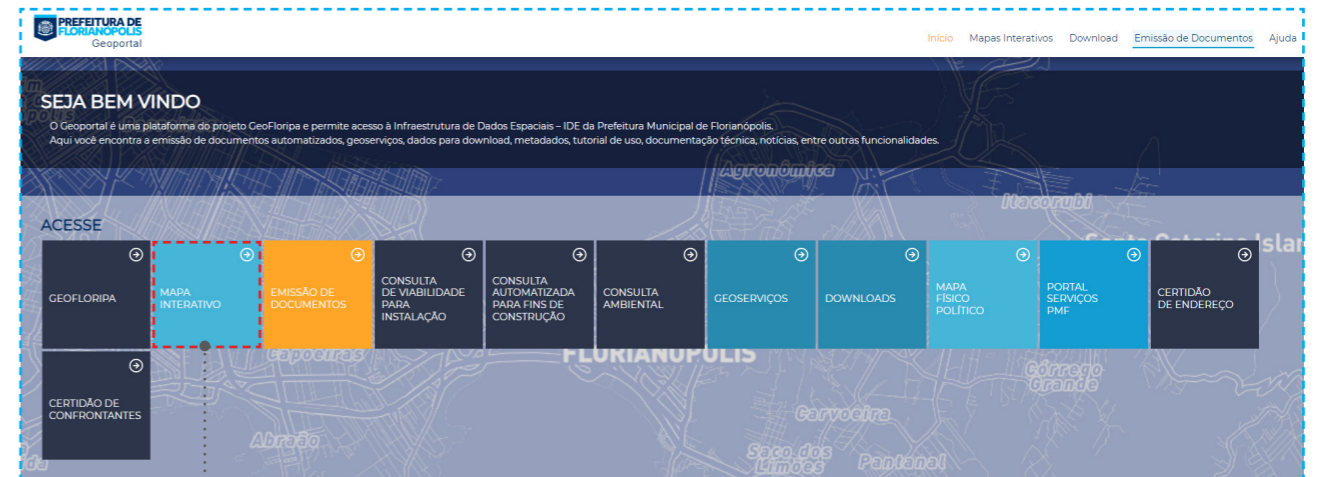 PREFEITURA DE
FLORIANÓPOLIS
Geoportal
Início Mapas Interativos Download Emissão de Documentos Ajuda
SEJA BEM VINDO
O Geoportal é uma plataforma do projeto GeoFloripa e permite acesso à Infraestrutura de Dados Espaciais – IDE da Prefeitura Municipal de Florianópolis.
Aqui você encontra a emissão de documentos automatizados, geoserviços, dados para download, metadados, tutorial de uso, documentação técnica, notícias, entre outras funcionalidades.
Agronômica
Itacorubi
ACESSE
GEOFLORIPA
MAPA
INTERATIVO
EMISSÃO DE
DOCUMENTOS
CONSULTA
DE VIABILIDADE
PARA
INSTALAÇÃO
CONSULTA
AUTOMATIZADA
PARA FINS DE
CONSTRUÇÃO
CONSULTA
AMBIENTAL
GEOSERVIÇOS
DOWNLOADS
MAPA
FÍSICO
POLÍTICO
PORTAL
SERVIÇOS
PMF
CERTIDÃO
DE ENDEREÇO
CERTIDÃO DE
CONFRONTANTES
Capoeiras
FLORIANÓPOLIS
Córrego
Grande
Carvoeira
Abraão
Saco dos
Limões
Pantanal